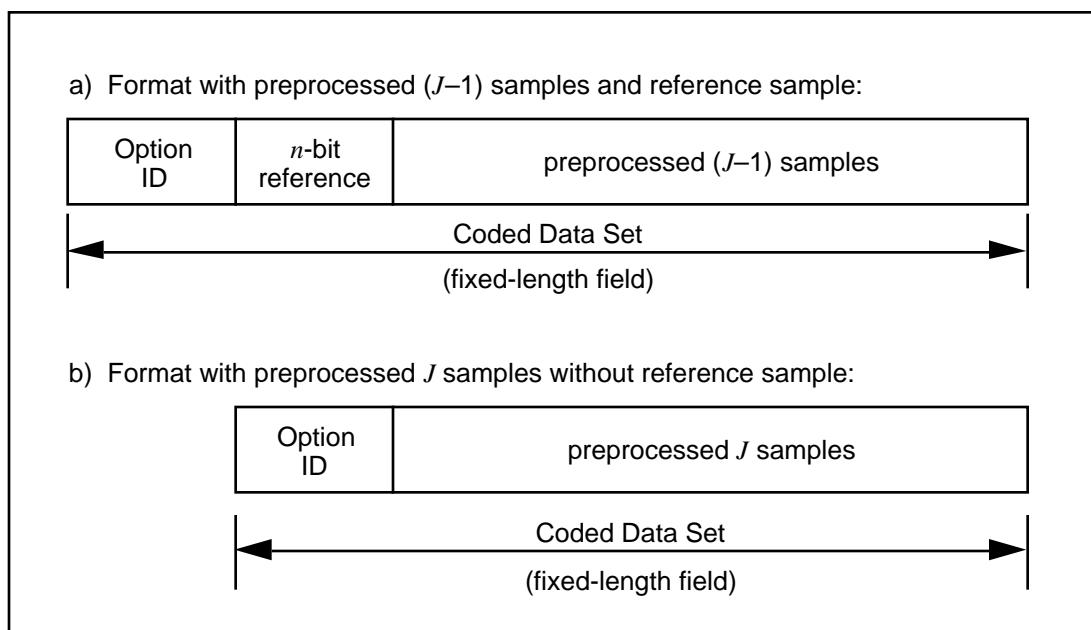 a) Format with preprocessed (J–1) samples and reference sample:
Option
ID
n-bit
reference
preprocessed (J–1) samples
Coded Data Set
(fixed-length field)
b) Format with preprocessed J samples without reference sample:
Option
ID
preprocessed J samples
Coded Data Set
(fixed-length field)